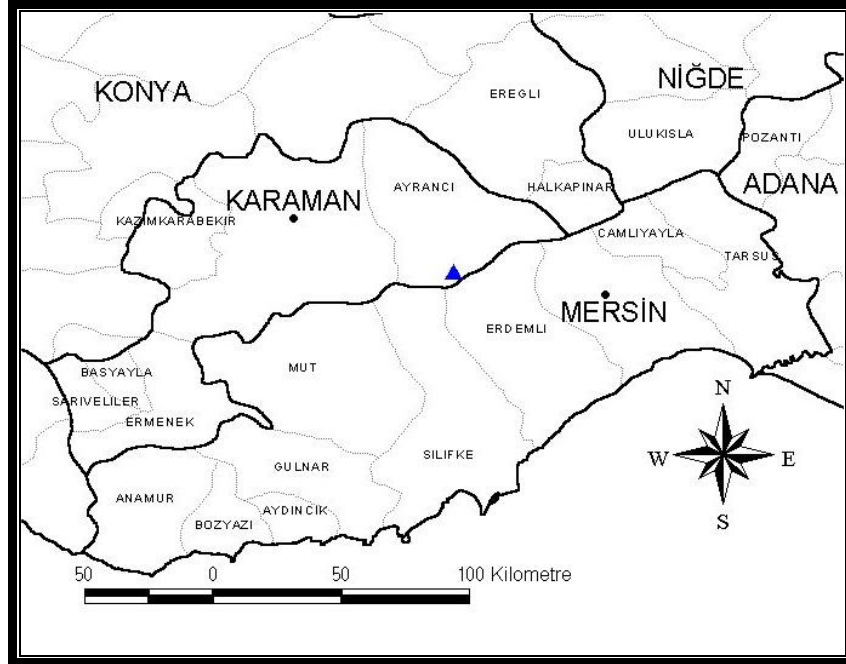 KONYA
NİĞDE
EREGLI
ULUKISLA
POZANTI
AYRANCI
HALKAPINAR
ADANA
KARAMAN
KAZIMKARABEKIR
CAMLIYAYLA
TARSUS
MERSİN
ERDEMLI
MUT
BASYAYLA
SARIVELILER
ERMENEK
SILIFKE
GULNAR
ANAMUR
AYDINCIK
BOZYAZI
N
W E
S
50 0 50 100 Kilometre